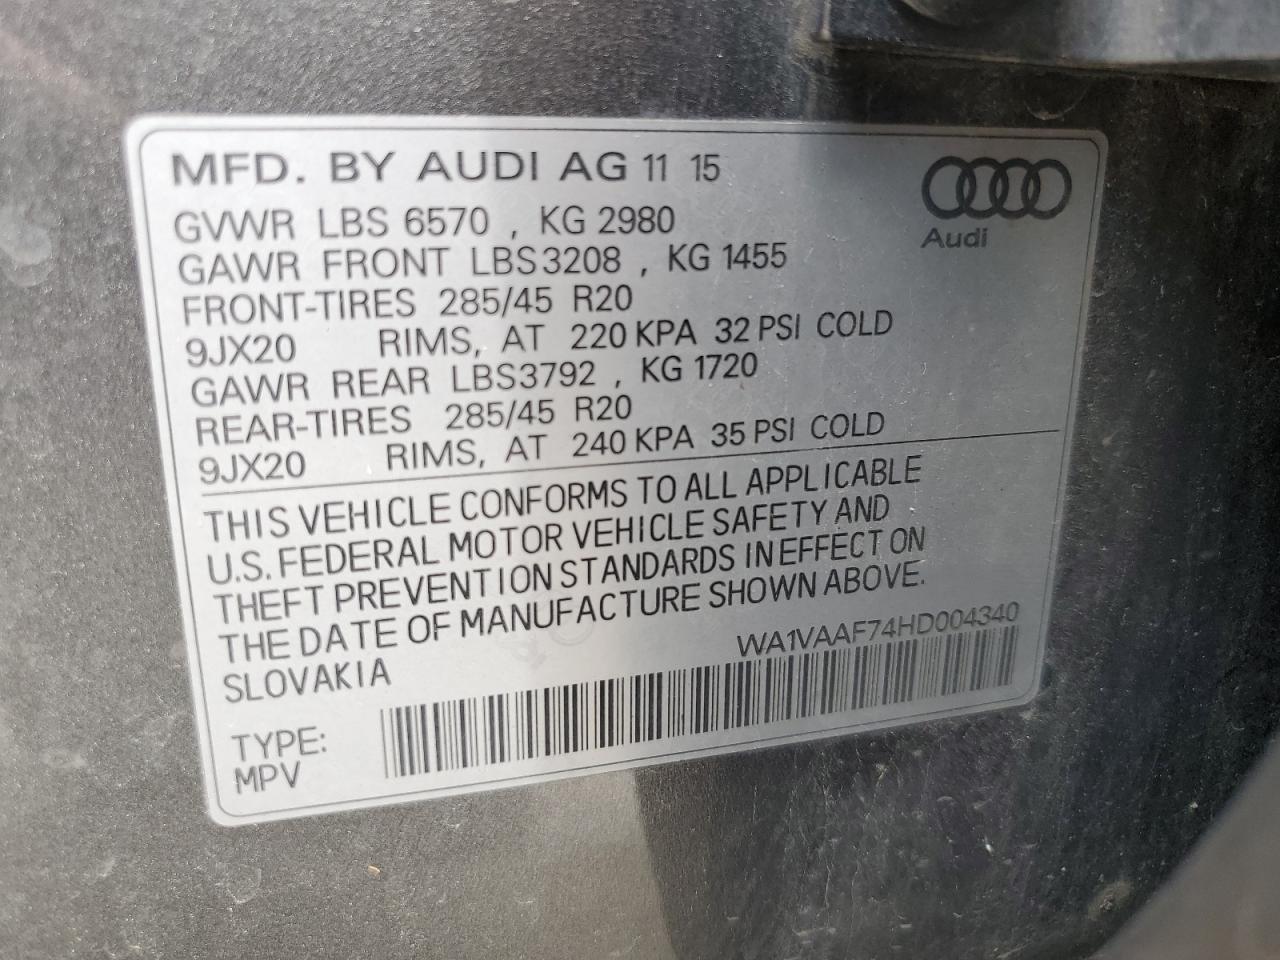 MFD. BY AUDI AG 11 15
Audi
GVWR LBS 6570 , KG 2980
GAWR FRONT LBS3208 , KG 1455
FRONT-TIRES 285/45 R20
9JX20 RIMS, AT 220 KPA 32 PSI COLD
GAWR REAR LBS3792 , KG 1720
REAR-TIRES 285/45 R20
9JX20 RIMS, AT 240 KPA 35 PSI COLD
THIS VEHICLE CONFORMS TO ALL APPLICABLE
U.S. FEDERAL MOTOR VEHICLE SAFETY AND
THEFT PREVENTION STANDARDS IN EFFECT ON
THE DATE OF MANUFACTURE SHOWN ABOVE.
SLOVAKIA
WA1VAAF74HD004340
TYPE:
MPV